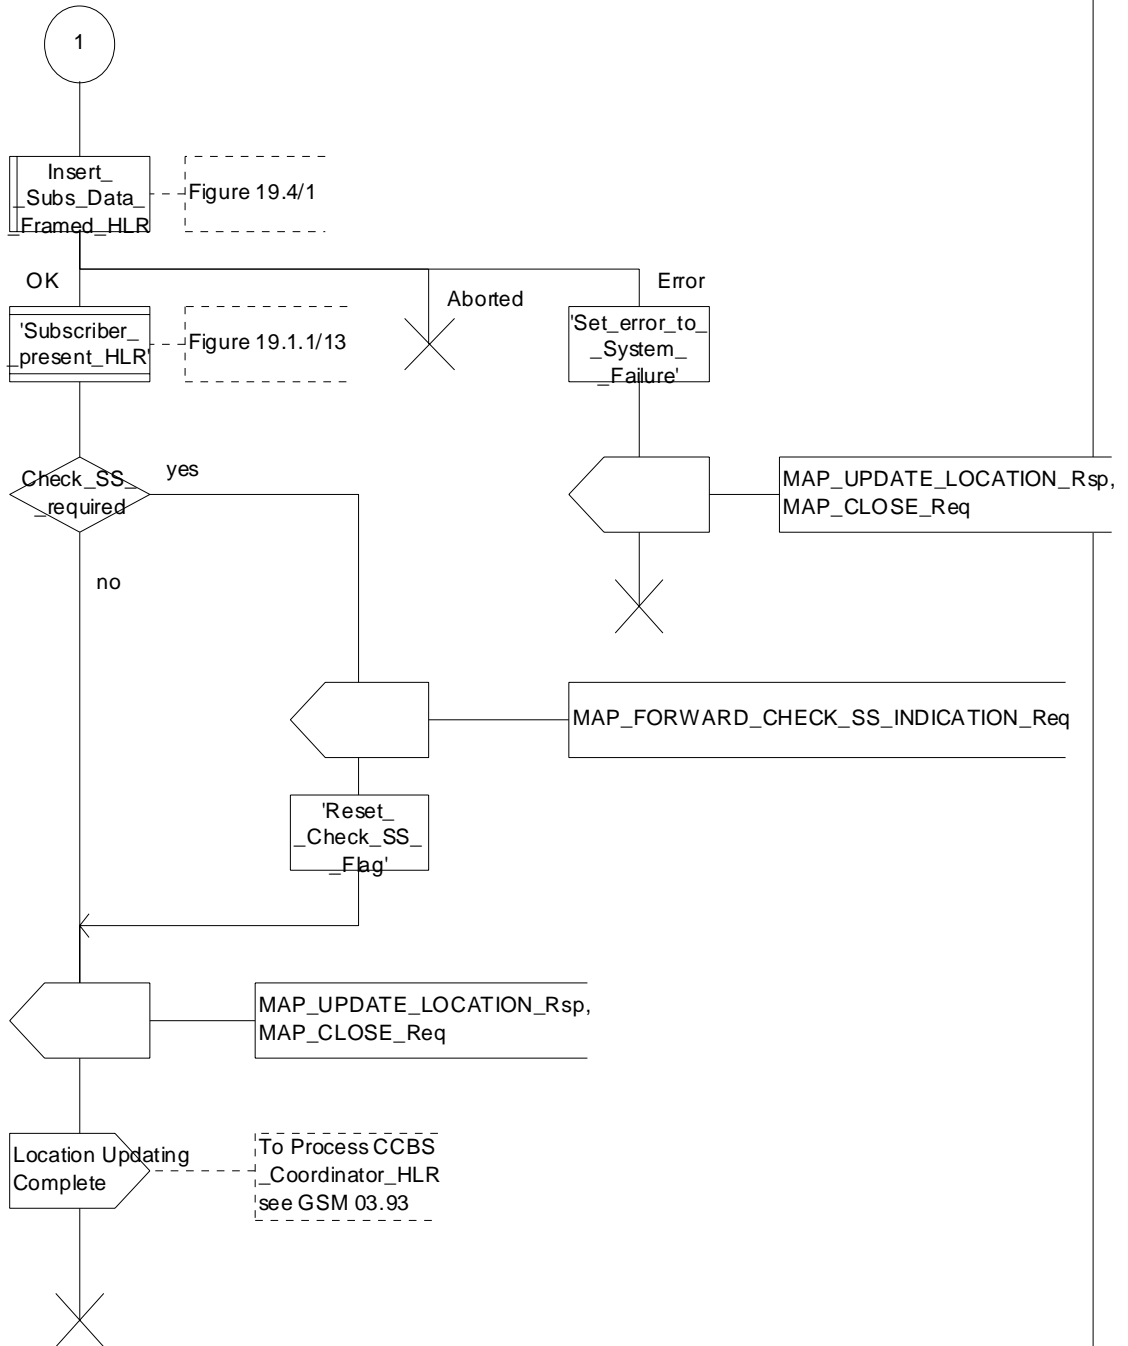 1
Insert_
_Subs_Data_
_Framed_HLR
Figure 19.4/1
OK
Aborted
Error
'Subscriber_
_present_HLR'
Figure 19.1.1/13
'Set_error_to_
_System_
_Failure'
Check_SS_
_required
yes
no
MAP_UPDATE_LOCATION_Rsp,
MAP_CLOSE_Req
MAP_FORWARD_CHECK_SS_INDICATION_Req
'Reset_
_Check_SS_
_Flag'
MAP_UPDATE_LOCATION_Rsp,
MAP_CLOSE_Req
Location Updating
Complete
To Process CCBS
_Coordinator_HLR
see GSM 03.93